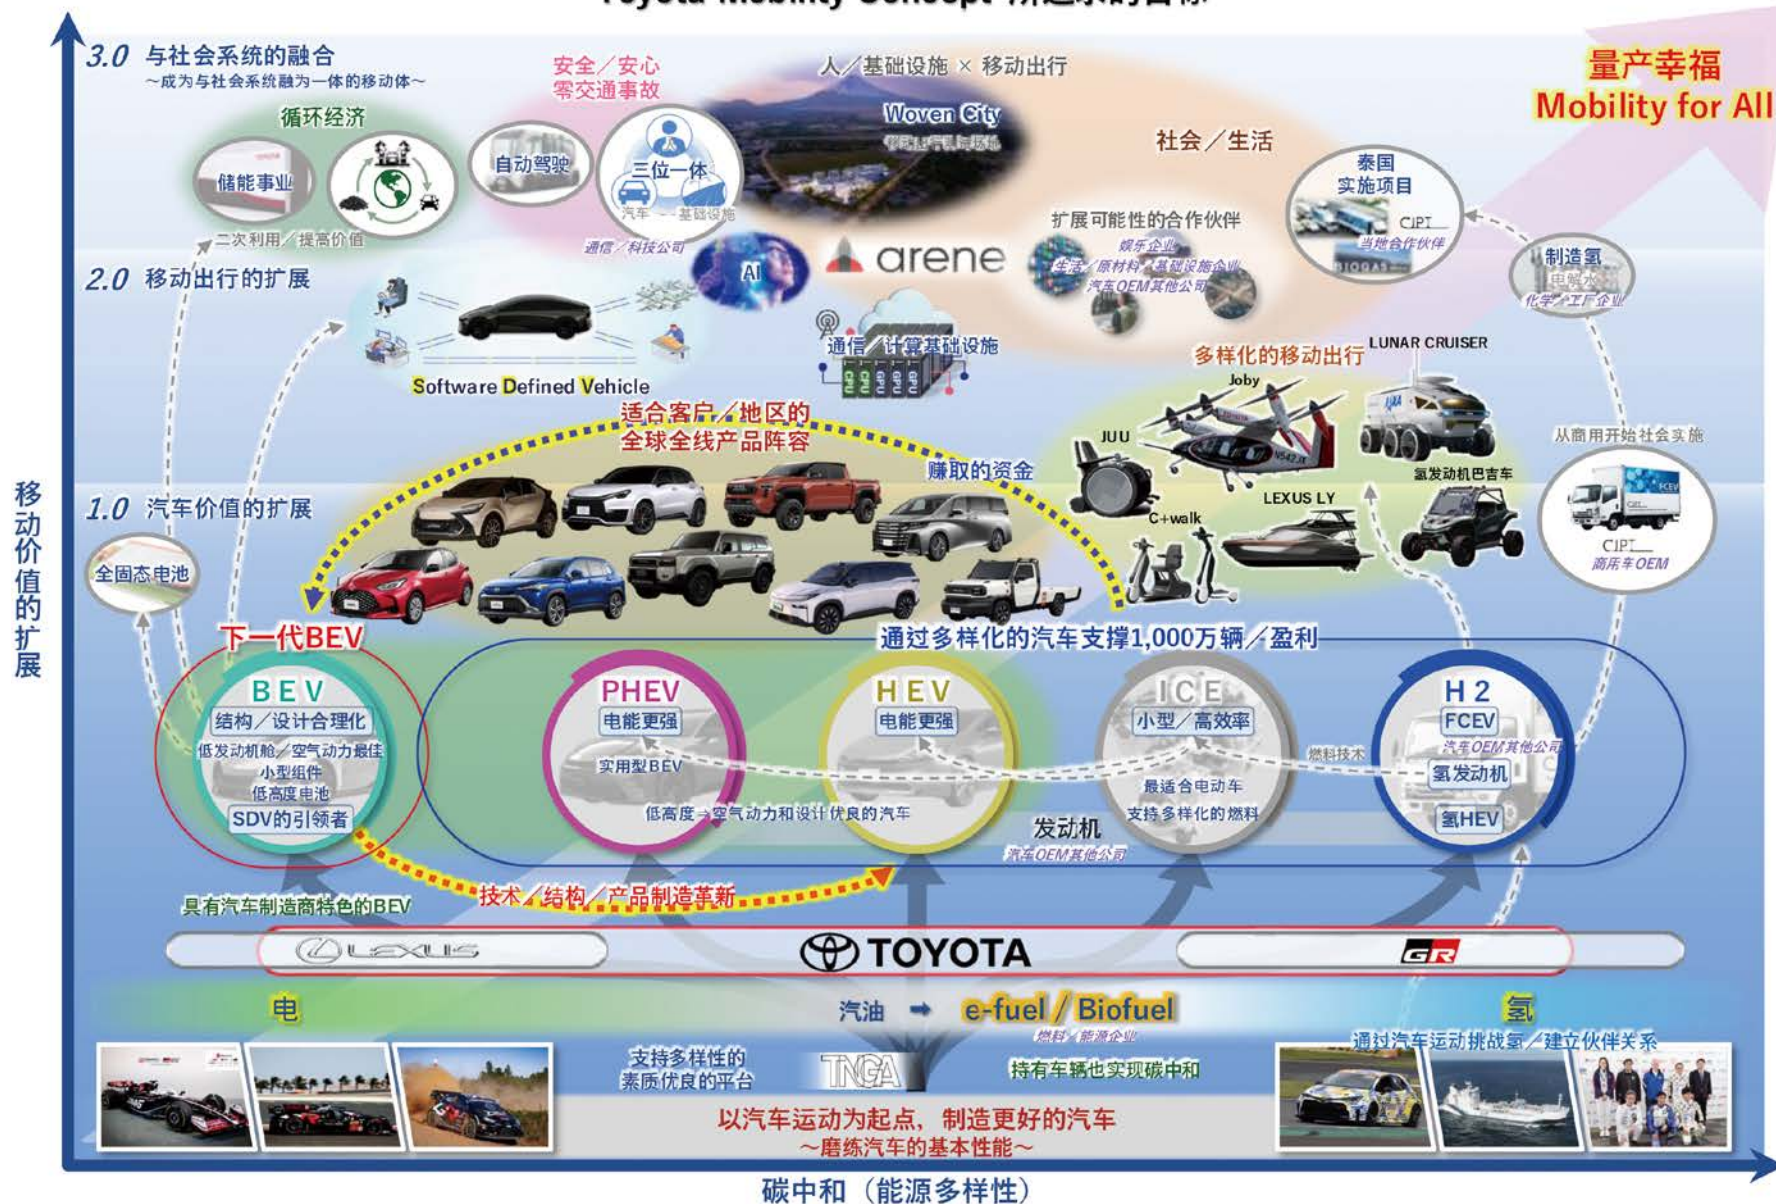 Toyota Mobility Concept 所追求的目标
3.0 与社会系统的融合
～成为与社会系统融为一体的移动体～
循环经济
储能事业
二次利用／提高价值
安全／安心
零交通事故
自动驾驶
三位一体
汽车
基础设施
通信／科技公司
人／基础设施 × 移动出行
Woven City
社会／生活
量产幸福
Mobility for All
泰国
实施项目
CJPT
当地合作伙伴
BIOGAS
扩展可能性的合作伙伴
娱乐企业
生活／原材料／基础设施企业
汽车OEM其他公司
制造氢
电解水
化学／工厂企业
2.0 移动出行的扩展
AI
arene
Software Defined Vehicle
通信／计算基础设施
CPU
CPU
GPU
GPU
GPU
多样化的移动出行
LUNAR CRUISER
Joby
JUU
氢发动机巴吉车
LEXUS LY
C+walk
从商用开始社会实施
FCEV
CJPT
商用车OEM
适合客户／地区的
全球全线产品阵容
赚取的资金
1.0 汽车价值的扩展
全固态电池
移动价值的扩展
下一代BEV
通过多样化的汽车支撑1,000万辆／盈利
BEV
结构／设计合理化
低发动机舱／空气动力最佳
小型组件
低高度电池
SDV的引领者
PHEV
电能更强
实用型BEV
HEV
电能更强
低高度→空气动力和设计优良的汽车
ICE
小型／高效率
最适合电动车
支持多样化的燃料
发动机
汽车OEM其他公司
燃料技术
H2
FCEV
汽车OEM其他公司
氢发动机
氢HEV
技术／结构／产品制造革新
具有汽车制造商特色的BEV
LEXUS
TOYOTA
GR
电
汽油 → e-fuel / Biofuel
燃料／能源企业
氢
通过汽车运动挑战氢／建立伙伴关系
支持多样性的
素质优良的平台
TNGA
持有车辆也实现碳中和
以汽车运动为起点，制造更好的汽车
～磨练汽车的基本性能～
碳中和（能源多样性）